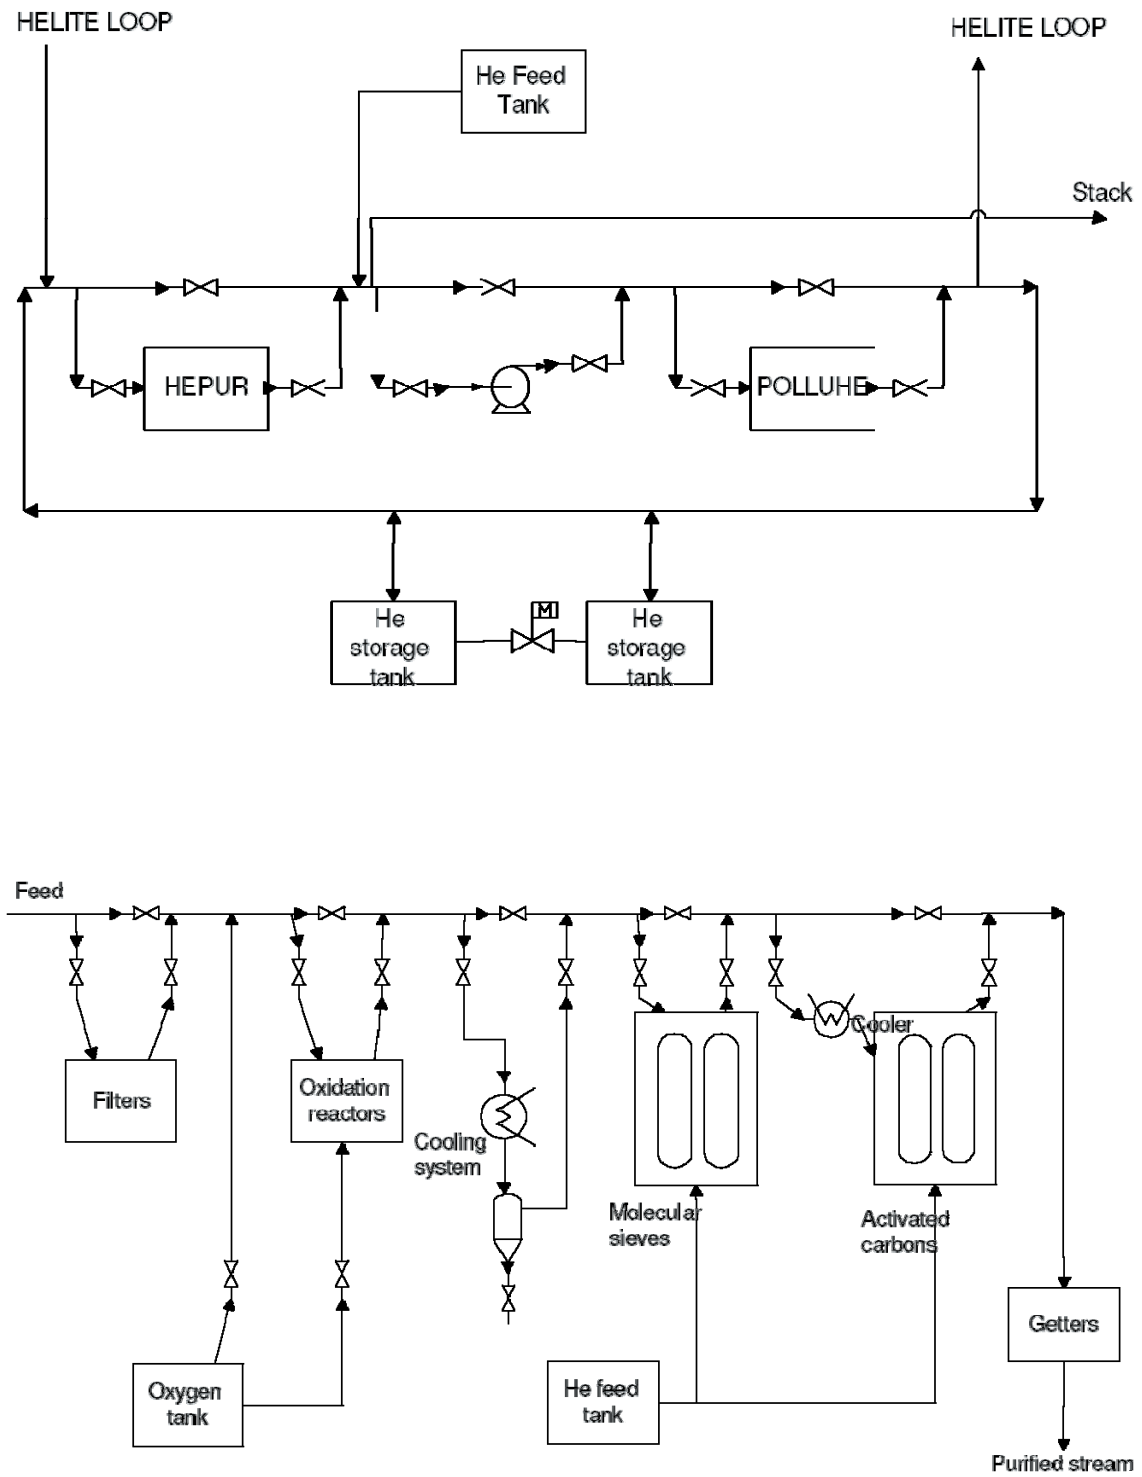 HELITE LOOP
HELITE LOOP
He Feed
Tank
Stack
HEPUR
POLLUHE
M
He
storage
tank
He
storage
tank
Feed
Filters
Oxidation
reactors
Cooling
system
Cooler
Molecular
sieves
Activated
carbons
Getters
Oxygen
tank
He feed
tank
Purified stream